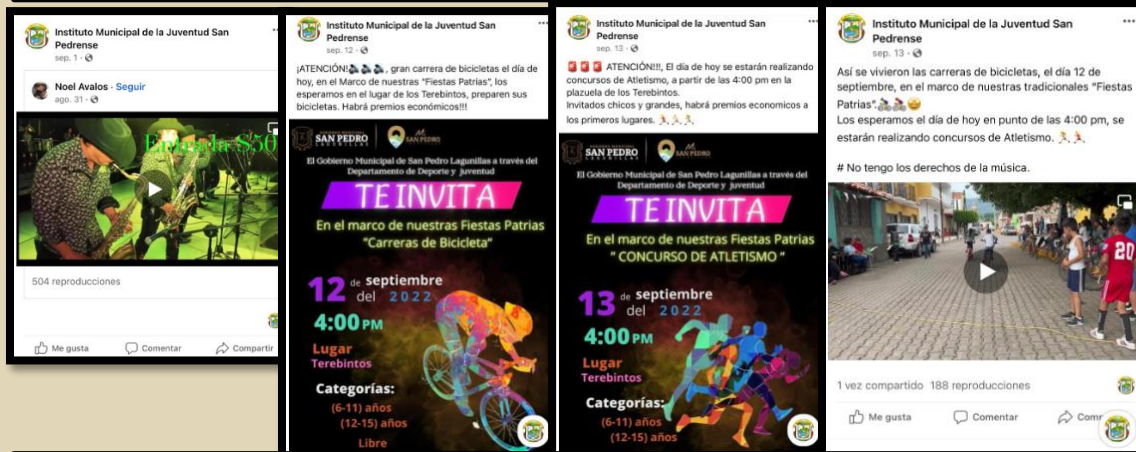 Instituto Municipal de la Juventud San
Pedrense
sep. 1
Noel Avalos · Seguir
ago. 31
Entrada $50
504 reproducciones
Me gusta
Comentar
Compartir
Instituto Municipal de la Juventud San
Pedrense
sep. 12
¡ATENCIÓN!, gran carrera de bicicletas el día de
hoy, en el Marco de nuestras "Fiestas Patrias", los
esperamos en el lugar de los Terebintos, preparen sus
bicicletas. Habrá premios económicos!!!
SAN PEDRO
LAGUNILLAS
SAN PEDRO
El Gobierno Municipal de San Pedro Lagunillas a través del
Departamento de Deporte y juventud
TE INVITA
En el marco de nuestras Fiestas Patrias
"Carreras de Bicicleta"
12 de septiembre
del 2022
4:00 PM
Lugar
Terebintos
Categorías:
(6-11) años
(12-15) años
Libre
Instituto Municipal de la Juventud San
Pedrense
sep. 13
ATENCIÓN!!!, El día de hoy se estarán realizando
concursos de Atletismo, a partir de las 4:00 pm en la
plazuela de los Terebintos.
Invitados chicos y grandes, habrá premios economicos a
los primeros lugares.
SAN PEDRO
LAGUNILLAS
SAN PEDRO
El Gobierno Municipal de San Pedro Lagunillas a través del
Departamento de Deporte y juventud
TE INVITA
En el marco de nuestras Fiestas Patrias
" CONCURSO DE ATLETISMO "
13 de septiembre
del 2022
4:00 PM
Lugar
Terebintos
Categorías:
(6-11) años
(12-15) años
Instituto Municipal de la Juventud San
Pedrense
sep. 13
Así se vivieron las carreras de bicicletas, el día 12 de
septiembre, en el marco de nuestras tradicionales "Fiestas
Patrias".
Los esperamos el día de hoy en punto de las 4:00 pm, se
estarán realizando concursos de Atletismo.
# No tengo los derechos de la música.
20
1 vez compartido 188 reproducciones
Me gusta
Comentar